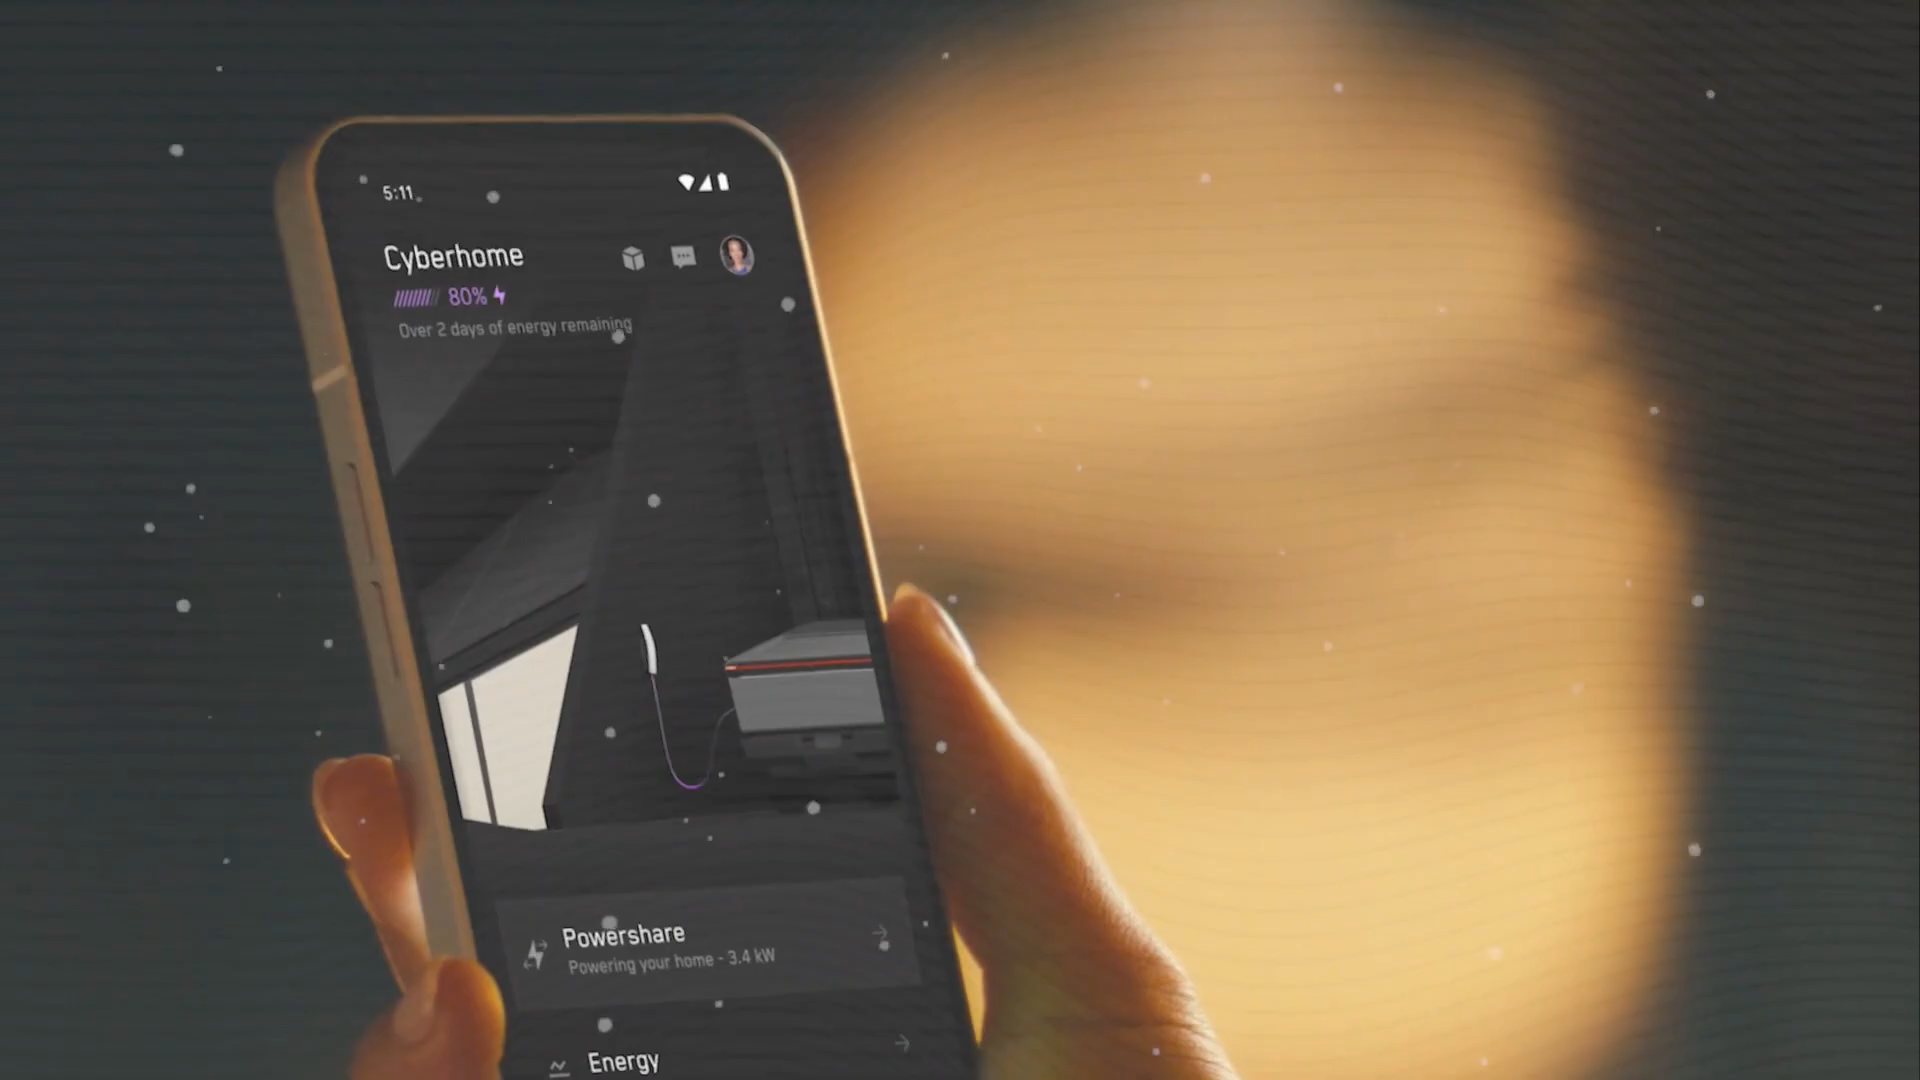 5:11
Cyberhome
80%
Over 2 days of energy remaining
Powershare
Powering your home - 3.4 kW
Energy